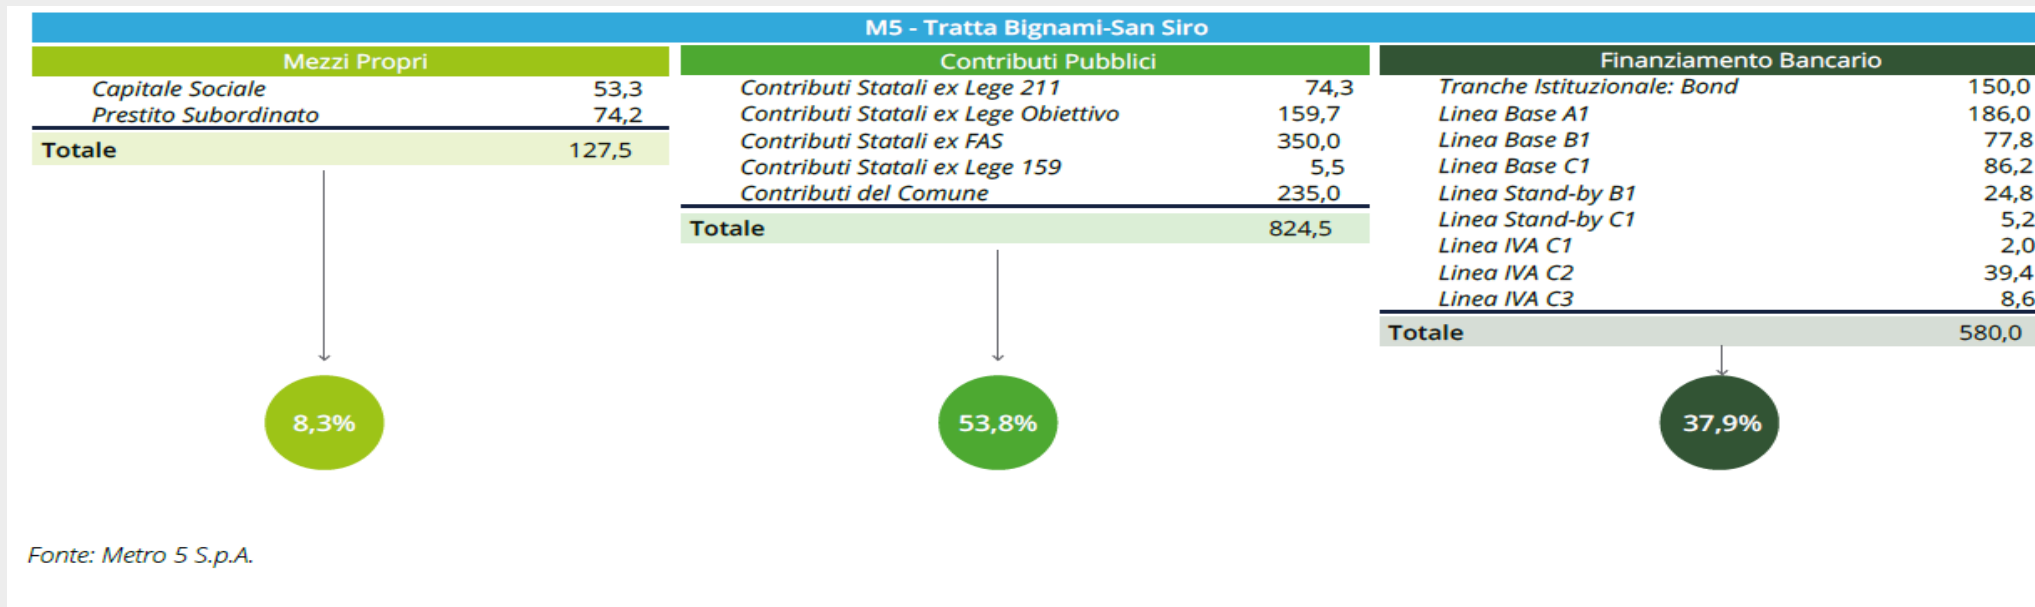 M5 - Tratta Bignami-San Siro
Mezzi Propri
Capitale Sociale 53,3
Prestito Subordinato 74,2
Totale 127,5
8,3%
Contributi Pubblici
Contributi Statali ex Lege 211 74,3
Contributi Statali ex Lege Obiettivo 159,7
Contributi Statali ex FAS 350,0
Contributi Statali ex Lege 159 5,5
Contributi del Comune 235,0
Totale 824,5
53,8%
Finanziamento Bancario
Tranche Istituzionale: Bond 150,0
Linea Base A1 186,0
Linea Base B1 77,8
Linea Base C1 86,2
Linea Stand-by B1 24,8
Linea Stand-by C1 5,2
Linea IVA C1 2,0
Linea IVA C2 39,4
Linea IVA C3 8,6
Totale 580,0
37,9%
Fonte: Metro 5 S.p.A.